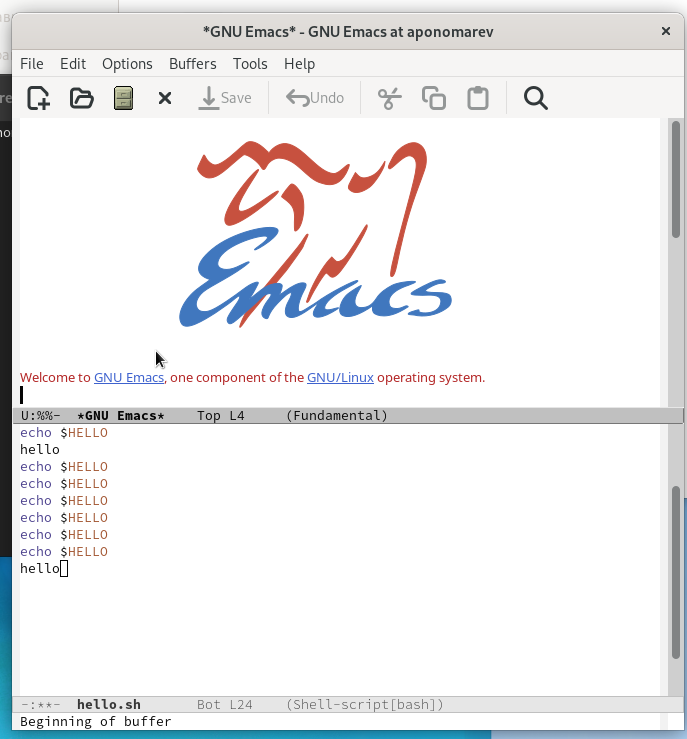 *GNU Emacs* - GNU Emacs at aponomarev
File Edit Options Buffers Tools Help
Save Undo
Emacs
Welcome to GNU Emacs, one component of the GNU/Linux operating system.
U:%%- *GNU Emacs* Top L4 (Fundamental)
echo $HELLO
hello
echo $HELLO
echo $HELLO
echo $HELLO
echo $HELLO
echo $HELLO
echo $HELLO
hello
-:**- hello.sh Bot L24 (Shell-script[bash])
Beginning of buffer